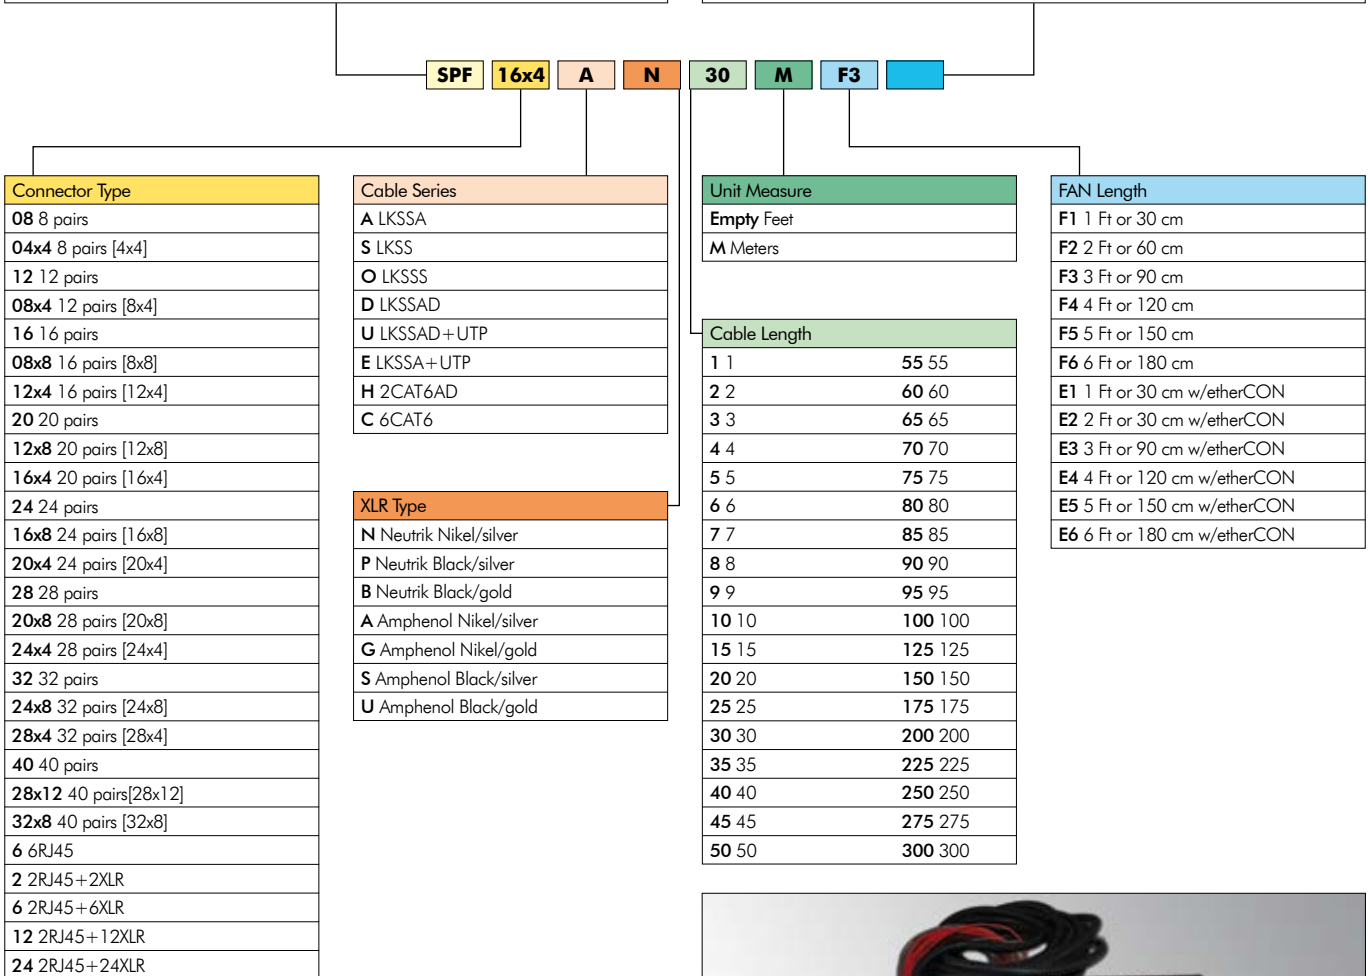 SPF 16x4 A N 30 M F3
Connector Type
08 8 pairs
04x4 8 pairs [4x4]
12 12 pairs
08x4 12 pairs [8x4]
16 16 pairs
08x8 16 pairs [8x8]
12x4 16 pairs [12x4]
20 20 pairs
12x8 20 pairs [12x8]
16x4 20 pairs [16x4]
24 24 pairs
16x8 24 pairs [16x8]
20x4 24 pairs [20x4]
28 28 pairs
20x8 28 pairs [20x8]
24x4 28 pairs [24x4]
32 32 pairs
24x8 32 pairs [24x8]
28x4 32 pairs [28x4]
40 40 pairs
28x12 40 pairs[28x12]
32x8 40 pairs [32x8]
6 6RJ45
2 2RJ45+2XLR
6 2RJ45+6XLR
12 2RJ45+12XLR
24 2RJ45+24XLR
Cable Series
A LKSSA
S LKSS
O LKSSS
D LKSSAD
U LKSSAD+UTP
E LKSSA+UTP
H 2CAT6AD
C 6CAT6
XLR Type
N Neutrik Nikel/silver
P Neutrik Black/silver
B Neutrik Black/gold
A Amphenol Nikel/silver
G Amphenol Nikel/gold
S Amphenol Black/silver
U Amphenol Black/gold
Unit Measure
Empty Feet
M Meters
Cable Length
1 1 55 55
2 2 60 60
3 3 65 65
4 4 70 70
5 5 75 75
6 6 80 80
7 7 85 85
8 8 90 90
9 9 95 95
10 10 100 100
15 15 125 125
20 20 150 150
25 25 175 175
30 30 200 200
35 35 225 225
40 40 250 250
45 45 275 275
50 50 300 300
FAN Length
F1 1 Ft or 30 cm
F2 2 Ft or 60 cm
F3 3 Ft or 90 cm
F4 4 Ft or 120 cm
F5 5 Ft or 150 cm
F6 6 Ft or 180 cm
E1 1 Ft or 30 cm w/etherCON
E2 2 Ft or 30 cm w/etherCON
E3 3 Ft or 90 cm w/etherCON
E4 4 Ft or 120 cm w/etherCON
E5 5 Ft or 150 cm w/etherCON
E6 6 Ft or 180 cm w/etherCON